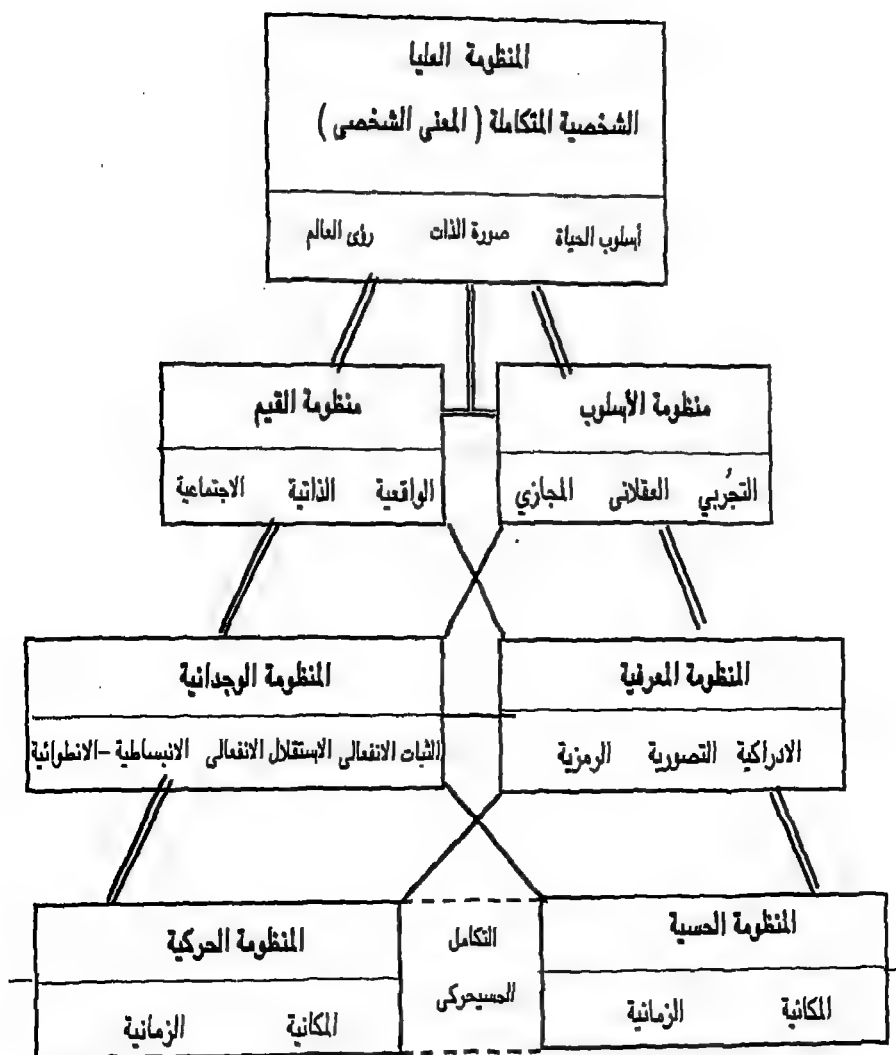 المنظومة العليا
الشخصية المتكاملة ( المعنى الشخصى )
أسلوب الحياة صورة الذات رؤى العالم
منظومة الأسلوب
التجُربي العقلانى المجازي
منظومة القيم
الواقعية الذاتية الاجتماعية
المنظومة المعرفية
الادراكية التصورية الرمزية
المنظومة الوجدانية
الثبات الانفعالى الاستقلال الانفعالى الانبساطية – الانطوائية
المنظومة الحسية
المكانية الزمانية
التكامل
الحسيحركى
المنظومة الحركية
المكانية الزمانية